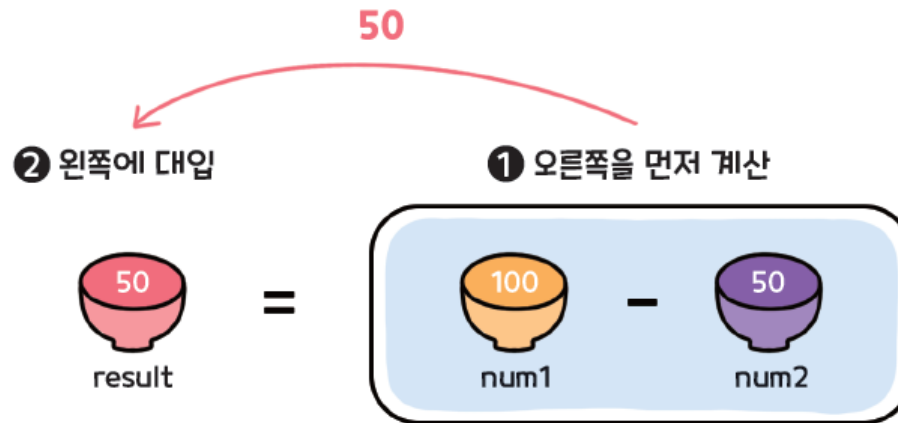 50
❷ 왼쪽에 대입
❶ 오른쪽을 먼저 계산
50 = 100 - 50
result num1 num2